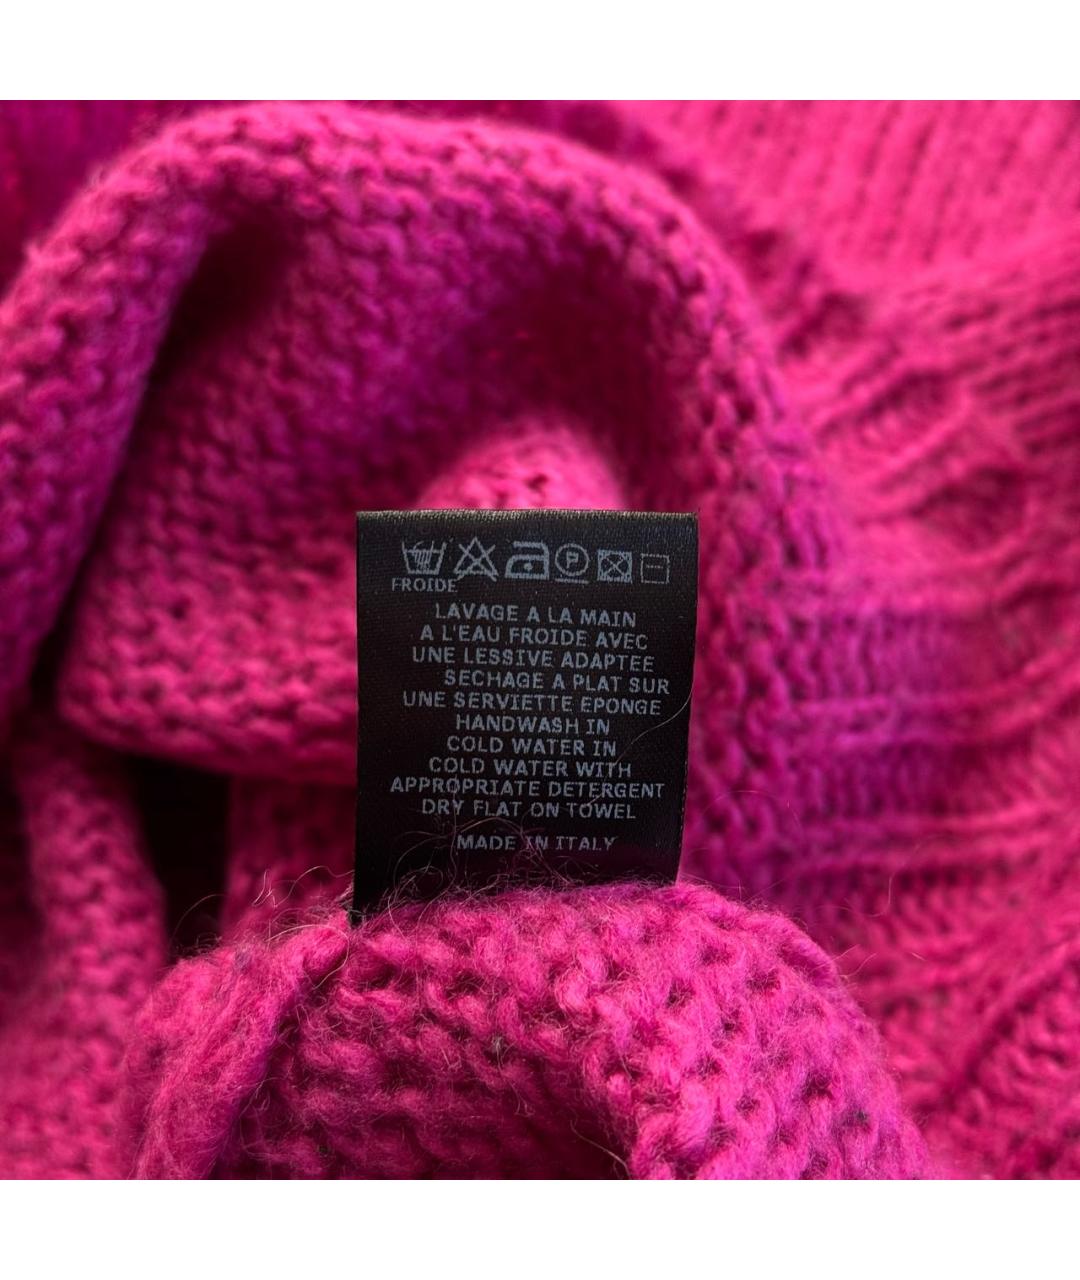 FROIDE
LAVAGE A LA MAIN
A L'EAU FROIDE AVEC
UNE LESSIVE ADAPTEE
SECHAGE A PLAT SUR
UNE SERVIETTE EPONGE
HANDWASH IN
COLD WATER IN
COLD WATER WITH
APPROPRIATE DETERGENT
DRY FLAT ON TOWEL
MADE IN ITALY